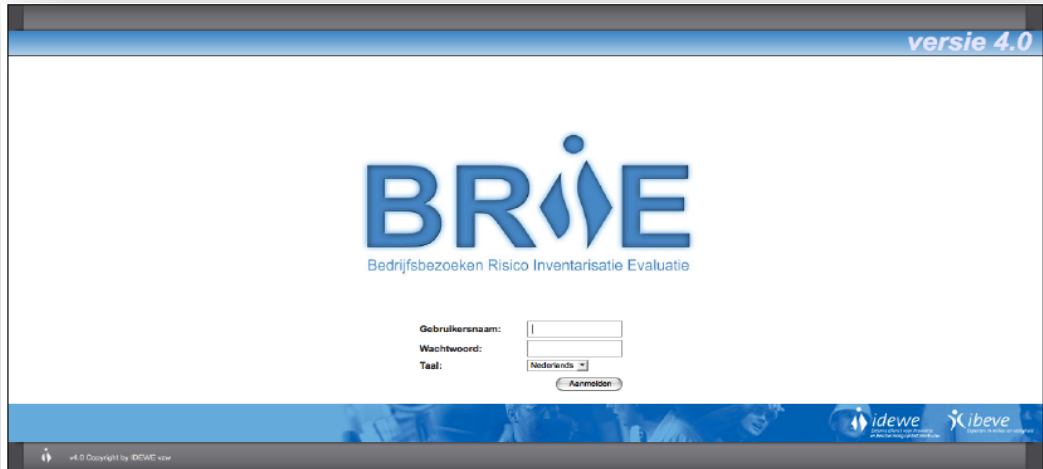 versie 4.0
BRIE
Bedrijfsbezoeken Risico Inventarisatie Evaluatie
Gebruikersnaam:
Wachtwoord:
Taal: Nederlands
Aanmelden
idewe ibeve
v4.0 Copyright by IDEWE vzw